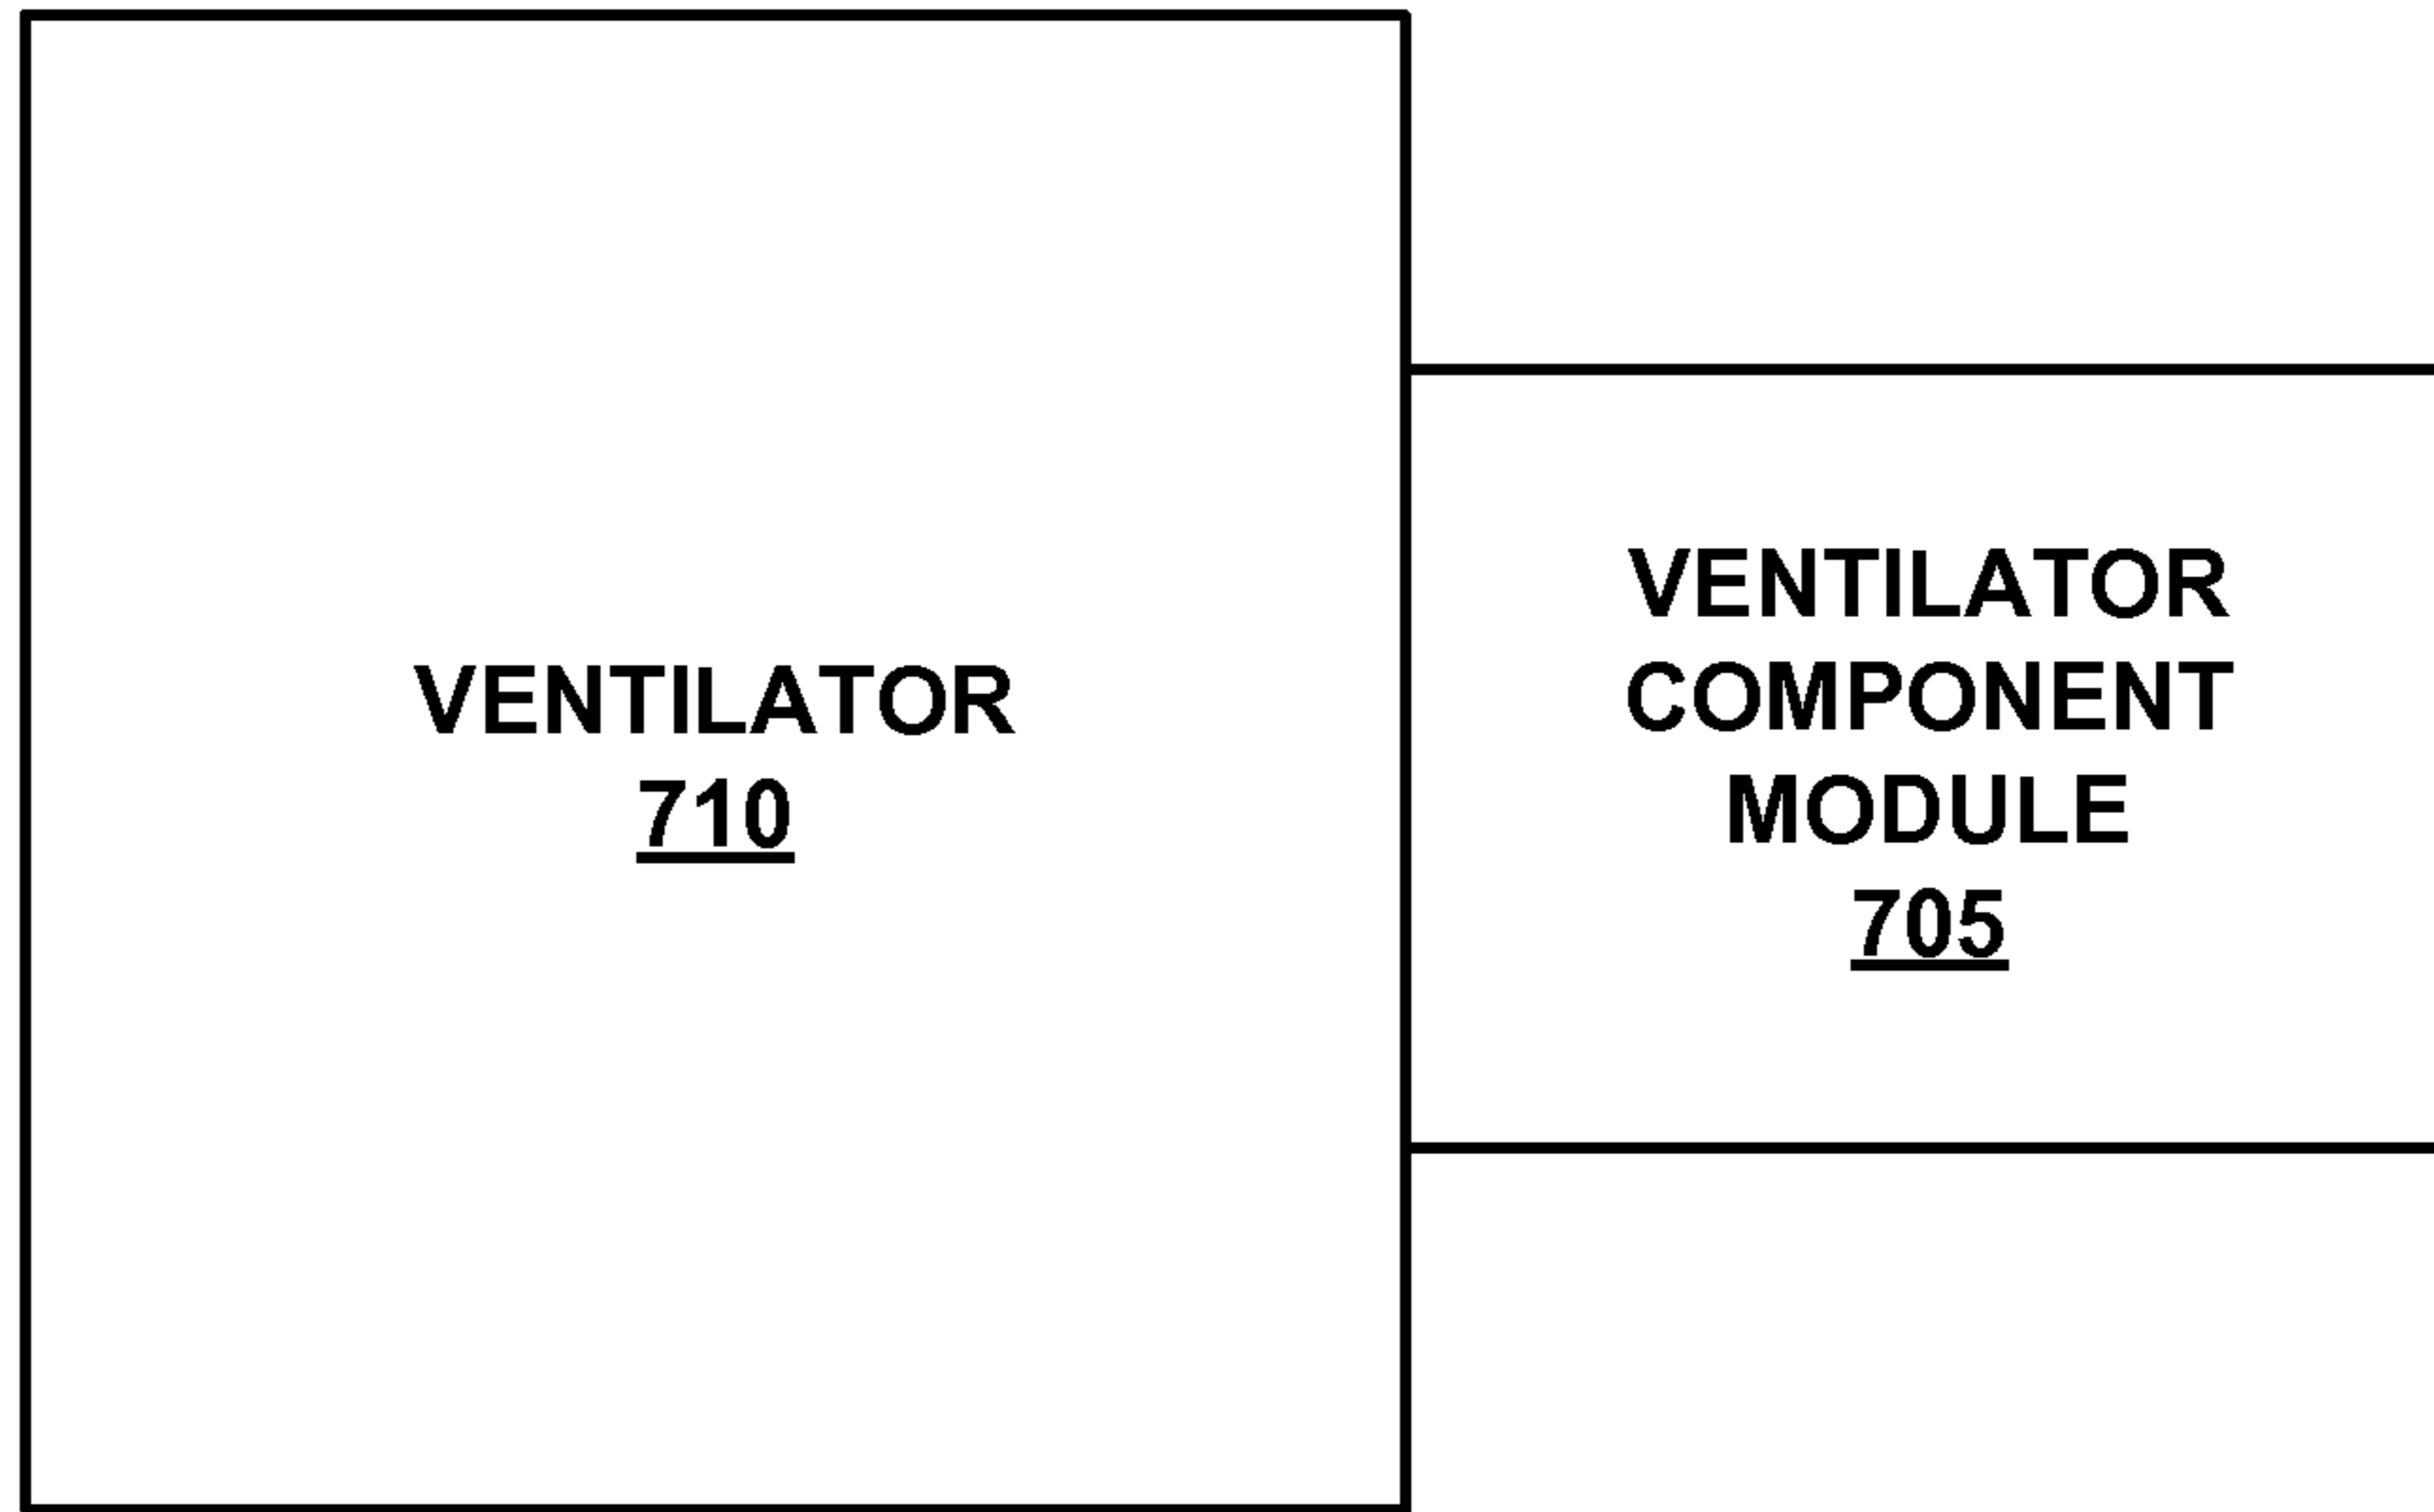 VENTILATOR
710
VENTILATOR
COMPONENT
MODULE
705